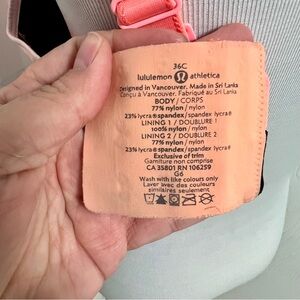 36C
lululemon athletica
Designed in Vancouver. Made in Sri Lanka
Conçu à Vancouver. Fabriqué au Sri Lanka
BODY / CORPS
77% nylon / nylon
23% lycra® spandex / spandex lycra®
LINING 1 / DOUBLURE 1
100% nylon / nylon
LINING 2 / DOUBLURE 2
77% nylon / nylon
23% lycra® spandex / spandex lycra®
Exclusive of trim
Garniture non comprise
CA 35801 RN 106259
G6
Wash with like colours only
Laver avec des couleurs
similaires seulement